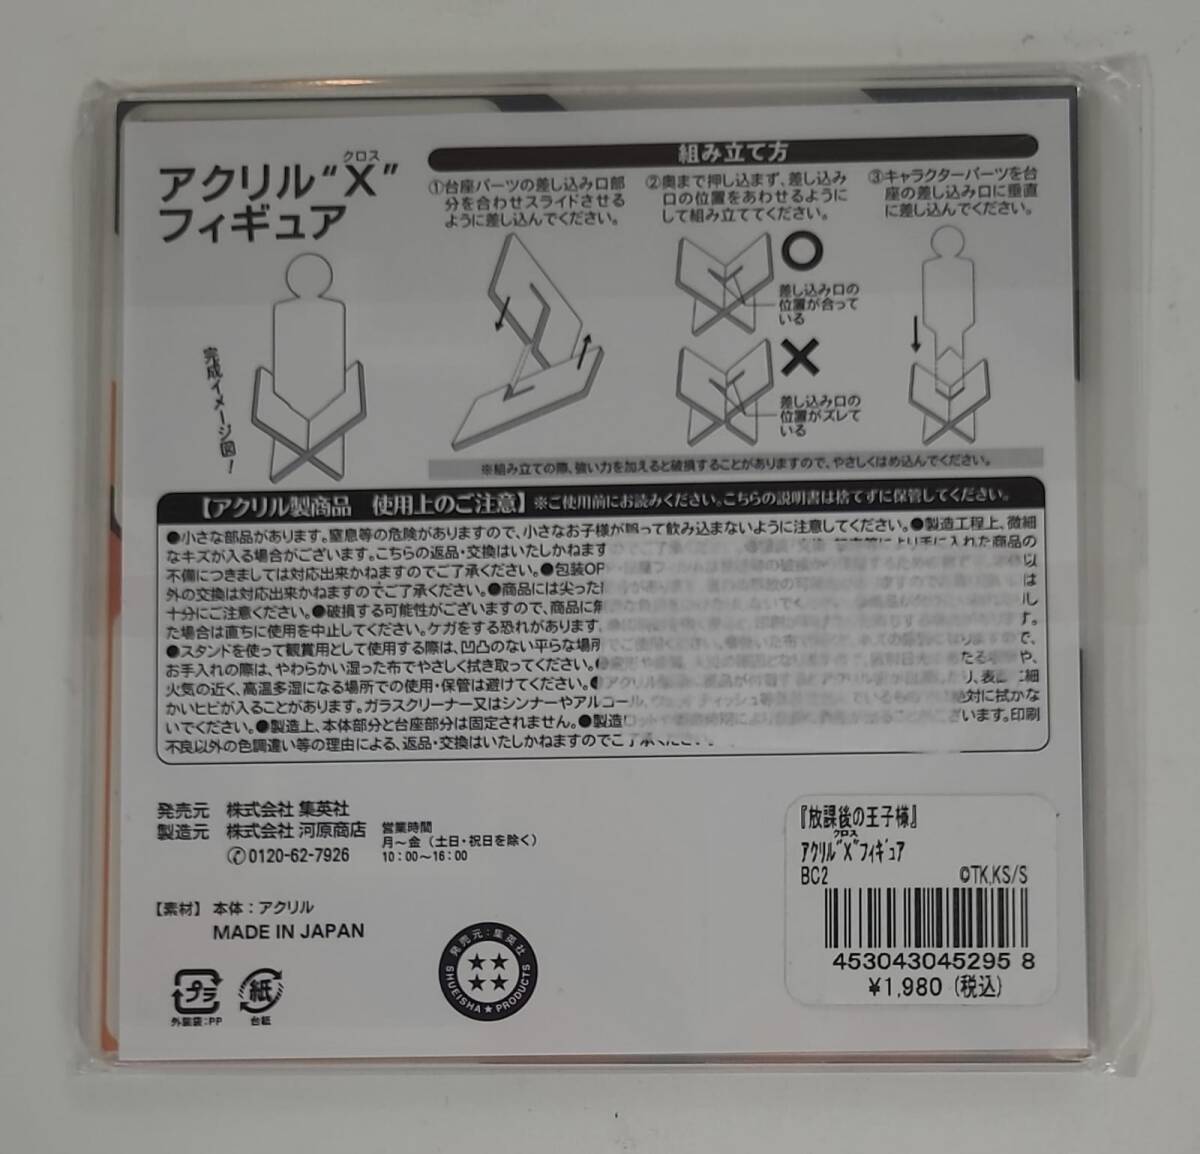 クロス
アクリル“X”
フィギュア
完成イメージ図！
組み立て方
①台座パーツの差し込み口部
分を合わせスライドさせる
ように差し込んでください。
②奥まで押し込まず、差し込み
口の位置をあわせるように
して組み立ててください。
差し込み口の
位置が合って
いる
差し込み口の
位置がズレて
いる
③キャラクターパーツを台
座の差し込み口に垂直
に差し込んでください。
※組み立ての際、強い力を加えると破損することがありますので、やさしくはめ込んでください。
【アクリル製商品　使用上のご注意】※ご使用前にお読みください。こちらの説明書は捨てずに保管してください。
●小さな部品があります。窒息等の危険がありますので、小さなお子様が誤って飲み込まないように注意してください。●製造工程上、微細
なキズが入る場合がございます。こちらの返品・交換はいたしかねます
不備につきましては対応出来かねますのでご了承ください。●包装OP
外の交換は対応出来かねますのでご了承ください。●商品には尖った
十分にご注意ください。●破損する可能性がございますので、商品に
た場合は直ちに使用を中止してください。ケガをする恐れがあります。
●スタンドを使って観賞用として使用する際は、凹凸のない平らな場所
お手入れの際は、やわらかい湿った布でやさしく拭き取ってください。
火気の近く、高温多湿になる場所での使用・保管は避けてください。
かいヒビが入ることがあります。ガラスクリーナー又はシンナーやアルコール、 絶対に拭かな
いでください。●製造上、本体部分と台座部分は固定されません。●製造 います。印刷
不良以外の色調違い等の理由による、返品・交換はいたしかねますのでご了承ください。
発売元　株式会社 集英社
製造元　株式会社 河原商店
0120-62-7926
営業時間
月～金（土日・祝日を除く）
10：00～16：00
【素材】本体：アクリル
MADE IN JAPAN
プラ
外装袋：PP
紙
台紙
発売元：集英社
SHUEISHA★PRODUCTS
『放課後の王子様』
クロス
アクリル"X"フィギュア
BC2 ©TK,KS/S
453043045295 8
¥1,980（税込）